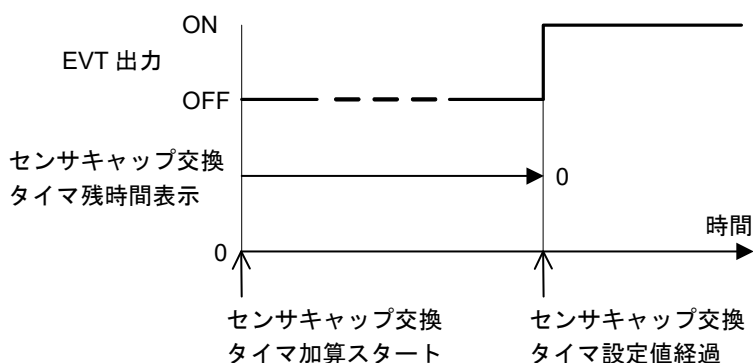 ON
EVT 出力
OFF
センサキャップ交換
タイマ残時間表示
0
時間
0
センサキャップ交換
タイマ加算スタート
センサキャップ交換
タイマ設定値経過